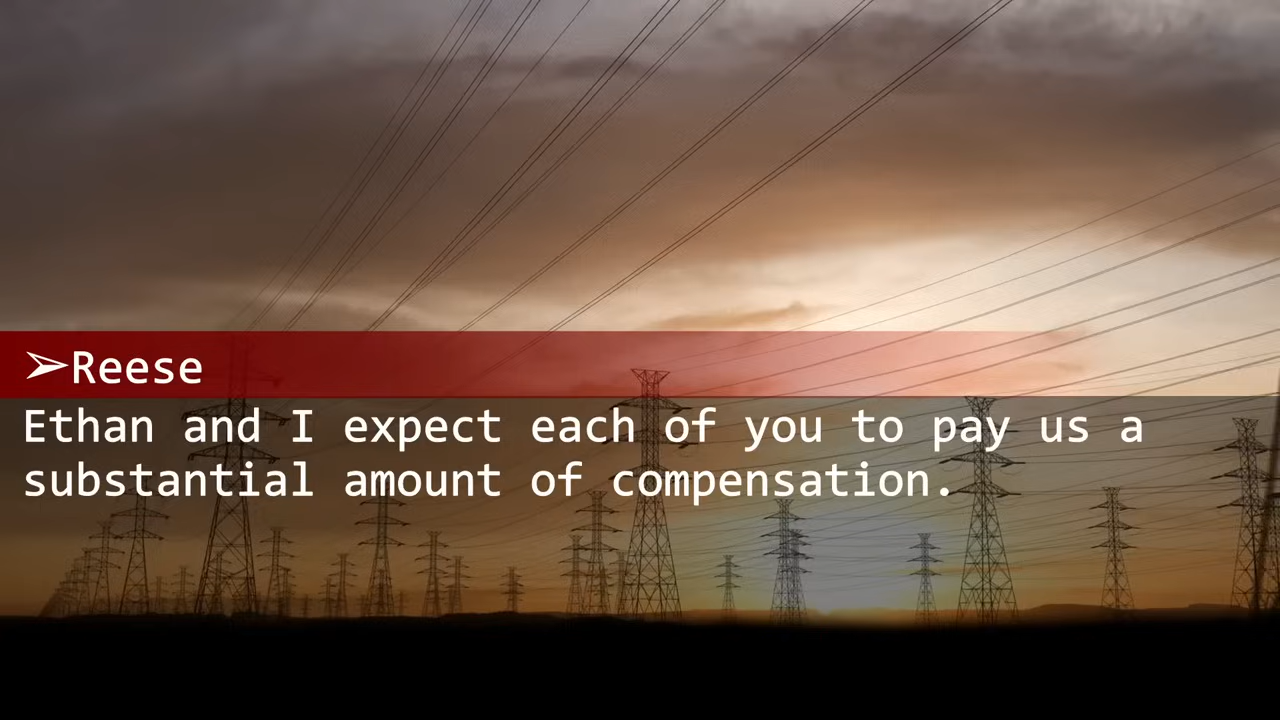 ➢Reese
Ethan and I expect each of you to pay us a
substantial amount of compensation.